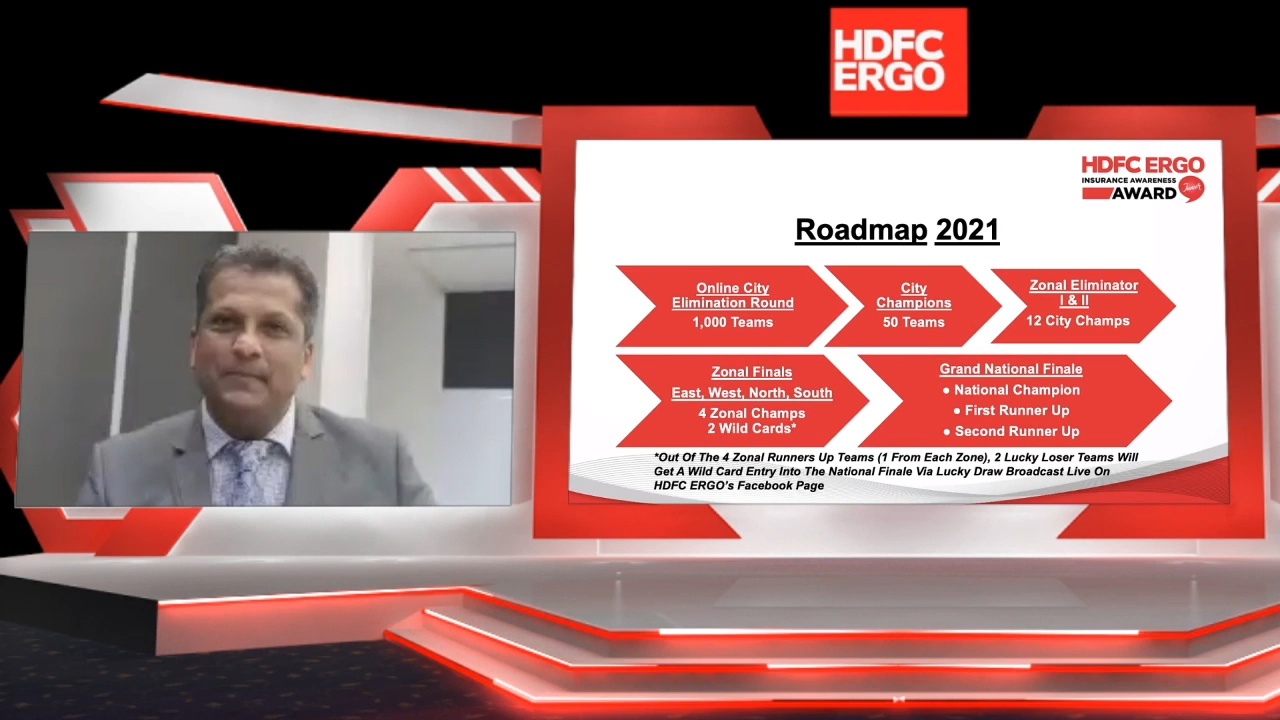 HDFC
ERGO
HDFC ERGO
INSURANCE AWARENESS
AWARD
Junior
Roadmap 2021
Online City
Elimination Round
1,000 Teams
City
Champions
50 Teams
Zonal Eliminator
I & II
12 City Champs
Zonal Finals
East, West, North, South
4 Zonal Champs
2 Wild Cards*
Grand National Finale
● National Champion
● First Runner Up
● Second Runner Up
*Out Of The 4 Zonal Runners Up Teams (1 From Each Zone), 2 Lucky Loser Teams Will
Get A Wild Card Entry Into The National Finale Via Lucky Draw Broadcast Live On
HDFC ERGO's Facebook Page